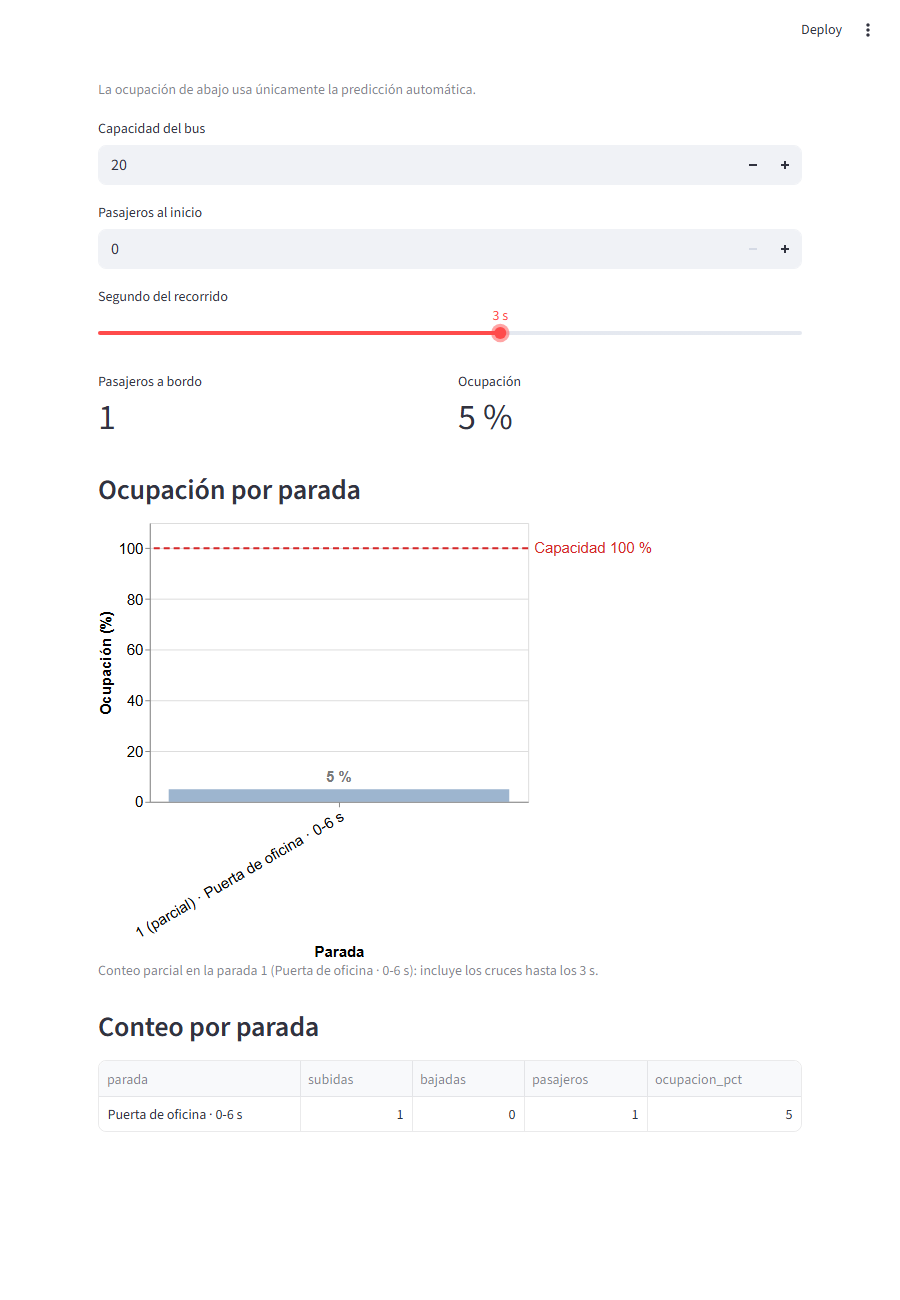 Deploy
La ocupación de abajo usa únicamente la predicción automática.
Capacidad del bus
20
Pasajeros al inicio
0
Segundo del recorrido
3 s
Pasajeros a bordo
1
Ocupación
5 %
Ocupación por parada
Ocupación (%)
100
80
60
40
20
0
Capacidad 100 %
5 %
1 (parcial) · Puerta de oficina · 0-6 s
Parada
Conteo parcial en la parada 1 (Puerta de oficina · 0-6 s): incluye los cruces hasta los 3 s.
Conteo por parada
parada subidas bajadas pasajeros ocupacion_pct
Puerta de oficina · 0-6 s 1 0 1 5